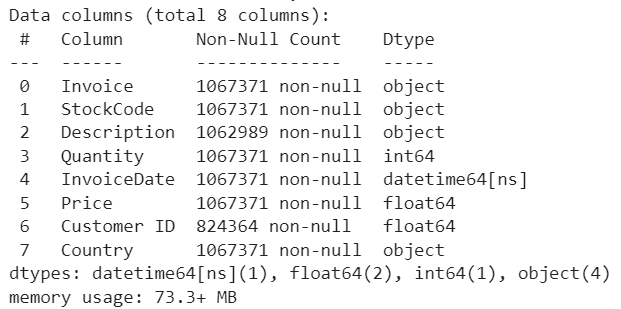 Data columns (total 8 columns):
 #   Column       Non-Null Count    Dtype
---  ------       --------------    -----
 0   Invoice      1067371 non-null  object
 1   StockCode    1067371 non-null  object
 2   Description  1062989 non-null  object
 3   Quantity     1067371 non-null  int64
 4   InvoiceDate  1067371 non-null  datetime64[ns]
 5   Price        1067371 non-null  float64
 6   Customer ID  824364 non-null   float64
 7   Country      1067371 non-null  object
dtypes: datetime64[ns](1), float64(2), int64(1), object(4)
memory usage: 73.3+ MB